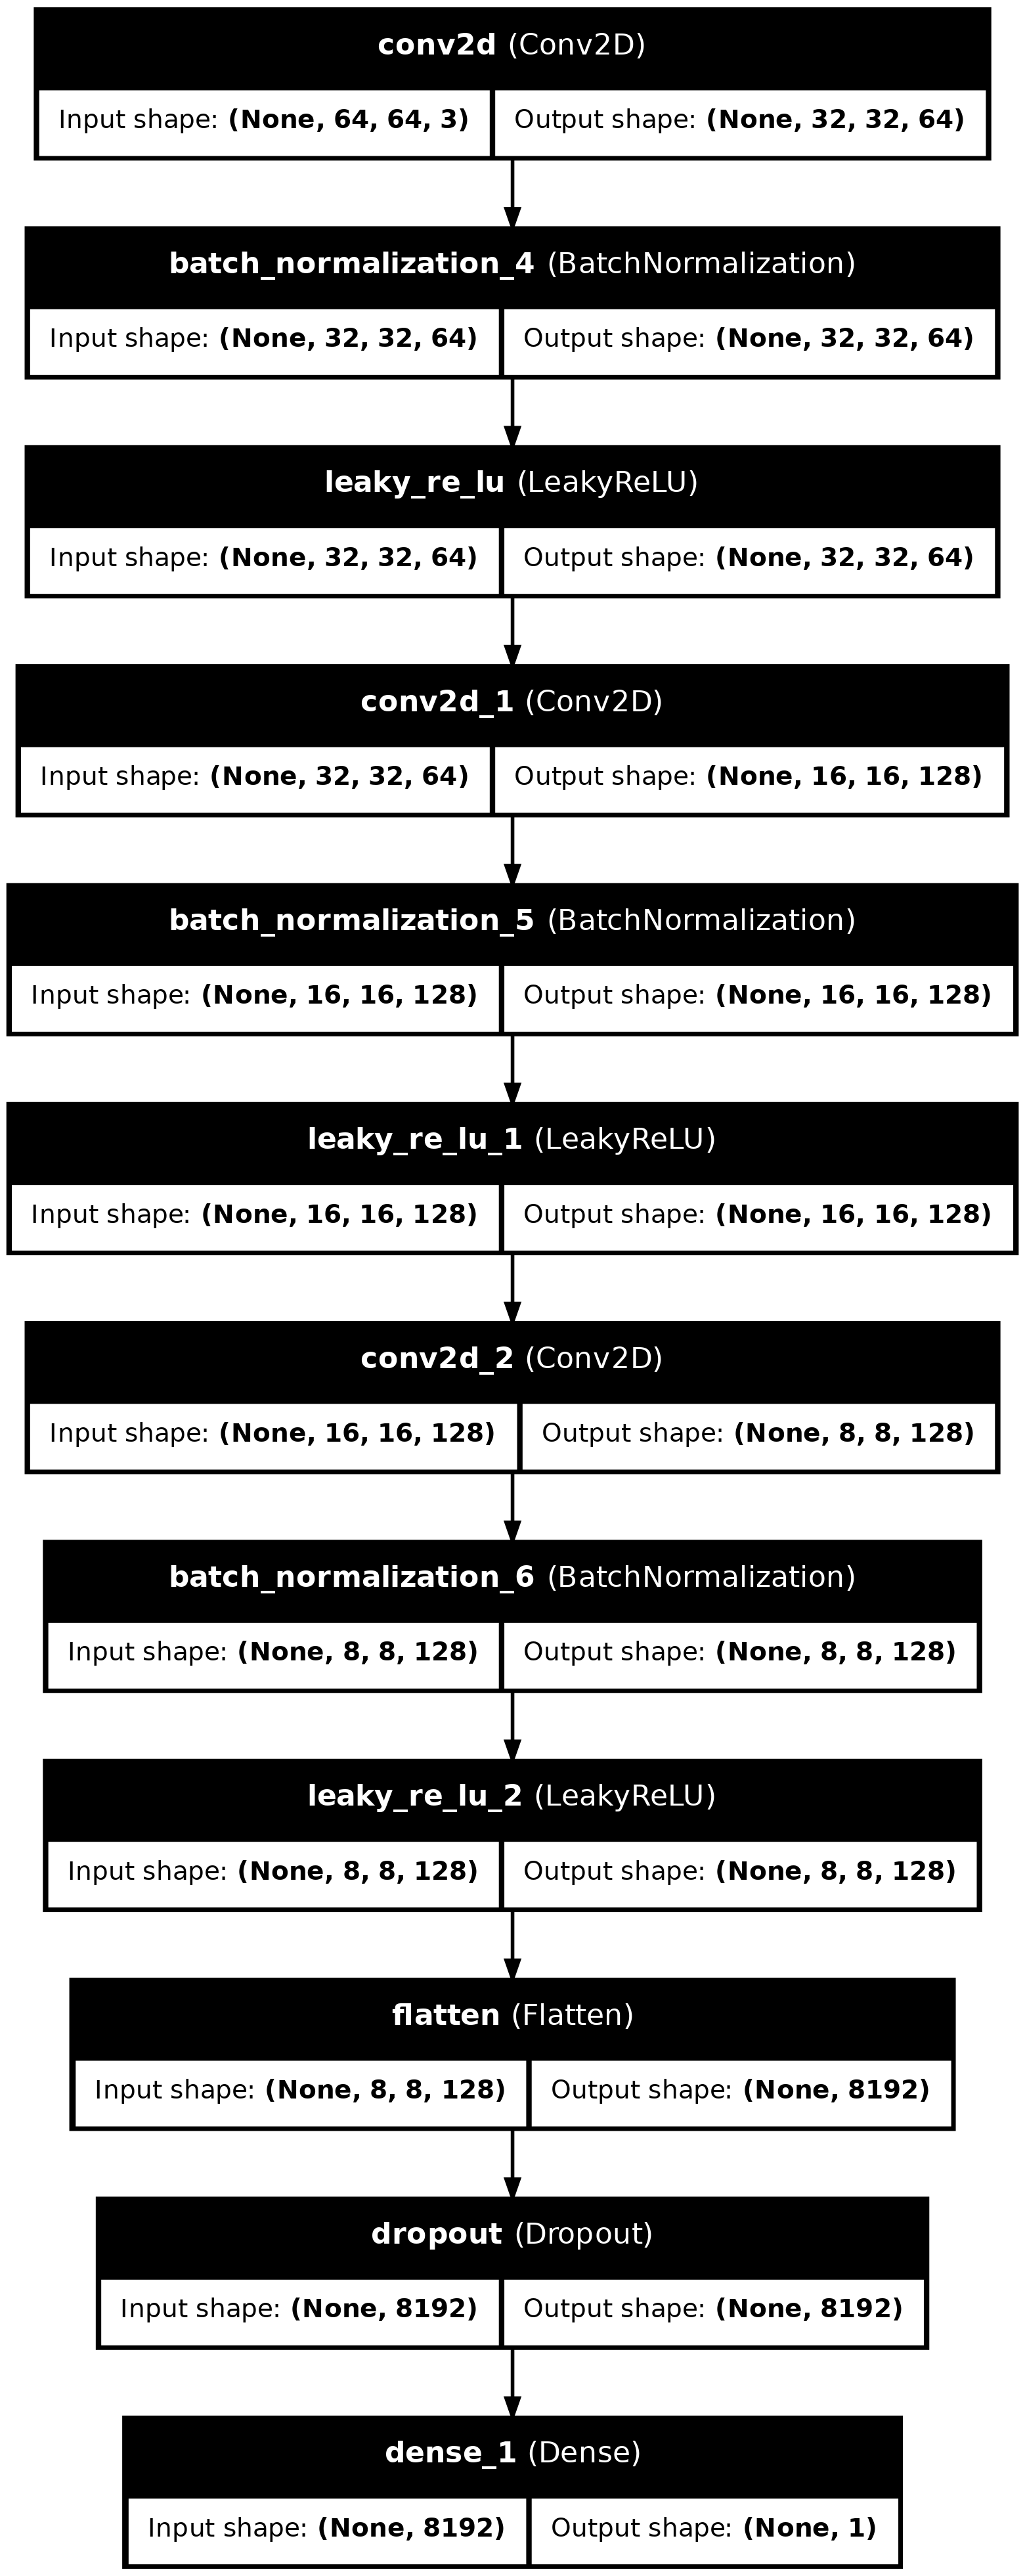 conv2d (Conv2D)
Input shape: (None, 64, 64, 3) Output shape: (None, 32, 32, 64)
batch_normalization_4 (BatchNormalization)
Input shape: (None, 32, 32, 64) Output shape: (None, 32, 32, 64)
leaky_re_lu (LeakyReLU)
Input shape: (None, 32, 32, 64) Output shape: (None, 32, 32, 64)
conv2d_1 (Conv2D)
Input shape: (None, 32, 32, 64) Output shape: (None, 16, 16, 128)
batch_normalization_5 (BatchNormalization)
Input shape: (None, 16, 16, 128) Output shape: (None, 16, 16, 128)
leaky_re_lu_1 (LeakyReLU)
Input shape: (None, 16, 16, 128) Output shape: (None, 16, 16, 128)
conv2d_2 (Conv2D)
Input shape: (None, 16, 16, 128) Output shape: (None, 8, 8, 128)
batch_normalization_6 (BatchNormalization)
Input shape: (None, 8, 8, 128) Output shape: (None, 8, 8, 128)
leaky_re_lu_2 (LeakyReLU)
Input shape: (None, 8, 8, 128) Output shape: (None, 8, 8, 128)
flatten (Flatten)
Input shape: (None, 8, 8, 128) Output shape: (None, 8192)
dropout (Dropout)
Input shape: (None, 8192) Output shape: (None, 8192)
dense_1 (Dense)
Input shape: (None, 8192) Output shape: (None, 1)